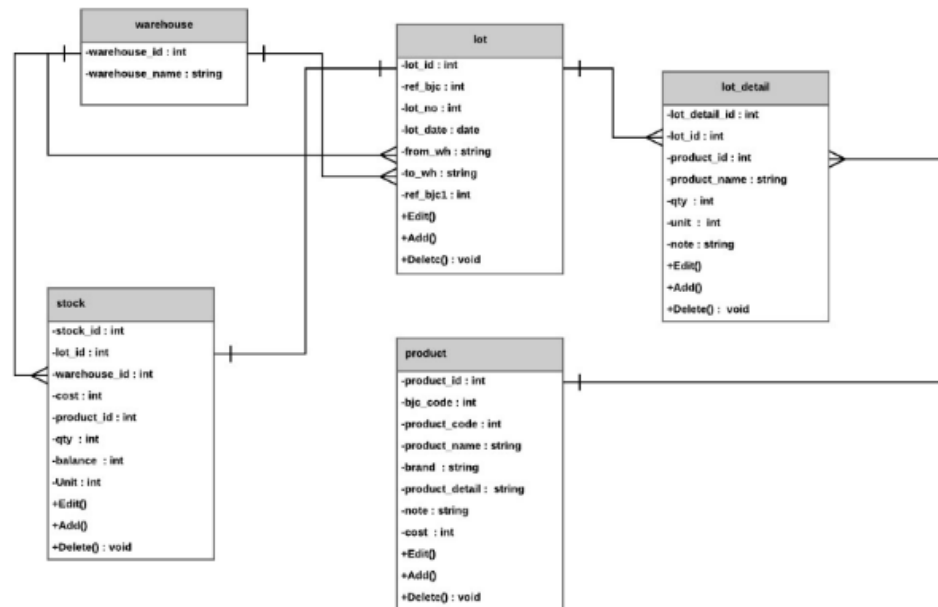 warehouse
-warehouse_id : int
-warehouse_name : string
lot
-lot_id : int
-ref_bjc : int
-lot_no : int
-lot_date : date
-from_wh : string
-to_wh : string
-ref_bjc1 : int
+Edit()
+Add()
+Delete() : void
lot_detail
-lot_detail_id : int
-lot_id : int
-product_id : int
-product_name : string
-qty : int
-unit : int
-note : string
+Edit()
+Add()
+Delete() : void
stock
-stock_id : int
-lot_id : int
-warehouse_id : int
-cost : int
-product_id : int
-qty : int
-balance : int
-Unit : int
+Edit()
+Add()
+Delete() : void
product
-product_id : int
-bjc_code : int
-product_code : int
-product_name : string
-brand : string
-product_detail : string
-note : string
-cost : int
+Edit()
+Add()
+Delete() : void